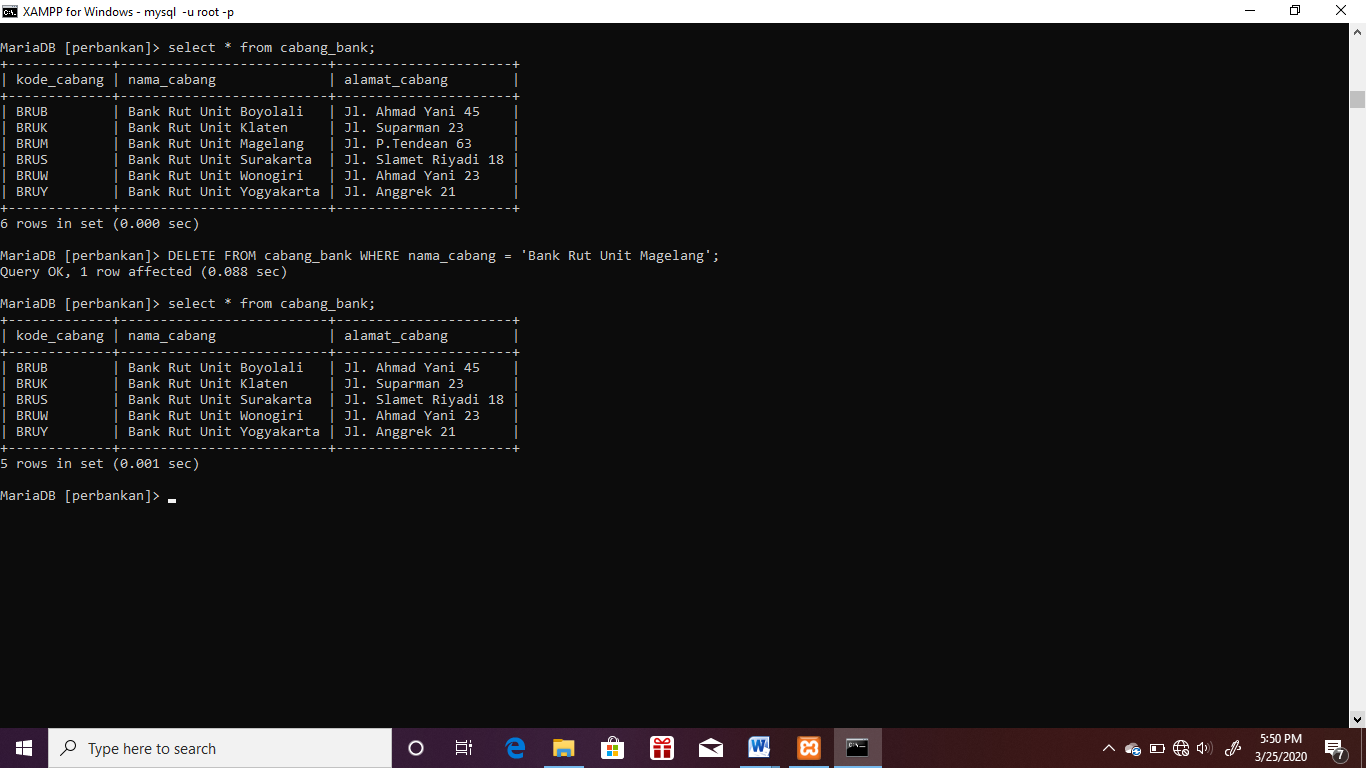 XAMPP for Windows - mysql -u root -p
MariaDB [perbankan]> select * from cabang_bank;
+-------------+--------------------------+----------------------+
| kode_cabang | nama_cabang              | alamat_cabang        |
+-------------+--------------------------+----------------------+
| BRUB        | Bank Rut Unit Boyolali   | Jl. Ahmad Yani 45    |
| BRUK        | Bank Rut Unit Klaten     | Jl. Suparman 23      |
| BRUM        | Bank Rut Unit Magelang   | Jl. P.Tendean 63     |
| BRUS        | Bank Rut Unit Surakarta  | Jl. Slamet Riyadi 18 |
| BRUW        | Bank Rut Unit Wonogiri   | Jl. Ahmad Yani 23    |
| BRUY        | Bank Rut Unit Yogyakarta | Jl. Anggrek 21       |
+-------------+--------------------------+----------------------+
6 rows in set (0.000 sec)
MariaDB [perbankan]> DELETE FROM cabang_bank WHERE nama_cabang = 'Bank Rut Unit Magelang';
Query OK, 1 row affected (0.088 sec)
MariaDB [perbankan]> select * from cabang_bank;
+-------------+--------------------------+----------------------+
| kode_cabang | nama_cabang              | alamat_cabang        |
+-------------+--------------------------+----------------------+
| BRUB        | Bank Rut Unit Boyolali   | Jl. Ahmad Yani 45    |
| BRUK        | Bank Rut Unit Klaten     | Jl. Suparman 23      |
| BRUS        | Bank Rut Unit Surakarta  | Jl. Slamet Riyadi 18 |
| BRUW        | Bank Rut Unit Wonogiri   | Jl. Ahmad Yani 23    |
| BRUY        | Bank Rut Unit Yogyakarta | Jl. Anggrek 21       |
+-------------+--------------------------+----------------------+
5 rows in set (0.001 sec)
MariaDB [perbankan]> _
Type here to search
5:50 PM
3/25/2020
7